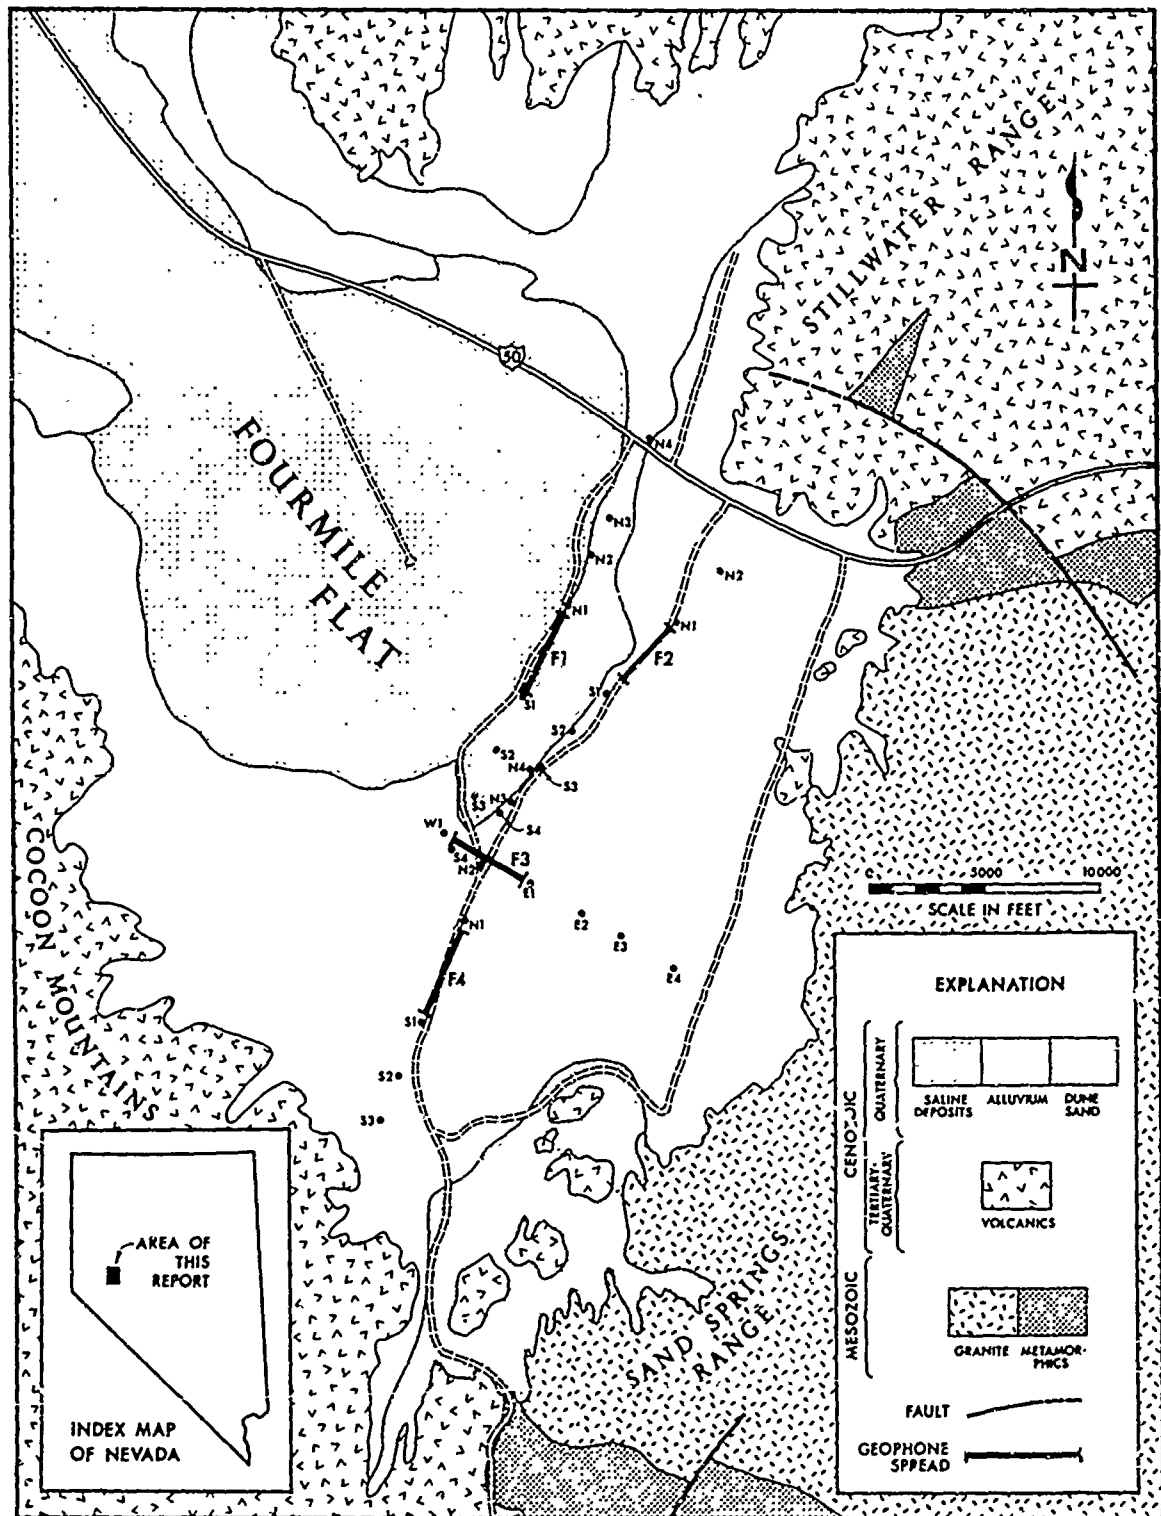 STILLWATER RANGE
N
50
FOURMILE
FLAT
N4
N3
N2
N2
N1
N1
F1
F2
S1
S1
S2
S2
N4
S3
S3
N3
S4
W1
S4
N2
F3
E1
N1
E2
E3
E4
F4
S1
S2
S3
COCOON MOUNTAINS
0 5000 10000
SCALE IN FEET
SAND SPRINGS
RANGE
AREA OF
THIS
REPORT
INDEX MAP
OF NEVADA
EXPLANATION
CENOZOIC
QUATERNARY
SALINE
DEPOSITS
ALLUVIUM
DUNE
SAND
TERTIARY-
QUATERNARY
VOLCANICS
MESOZOIC
GRANITE
METAMOR-
PHICS
FAULT
GEOPHONE
SPREAD